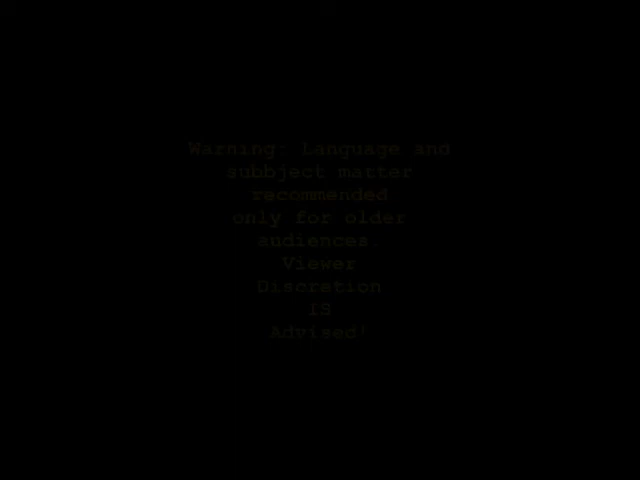 Warning: Language and
subbject matter
recommended
only for older
audiences
Viewer
Discretion
IS
Advised!